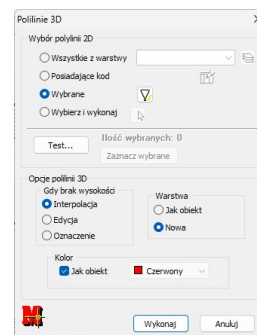 Polilinie 3D
Wybór polylinii 2D
Wszystkie z warstwy
Posiadające kod
Wybrane
Wybierz i wykonaj
Test...
Ilość wybranych: 0
Zaznacz wybrane
Opcje polilinii 3D
Gdy brak wysokości
Interpolacja
Edycja
Oznaczenie
Warstwa
Jak obiekt
Nowa
Kolor
Jak obiekt
Czerwony
Wykonaj
Anuluj